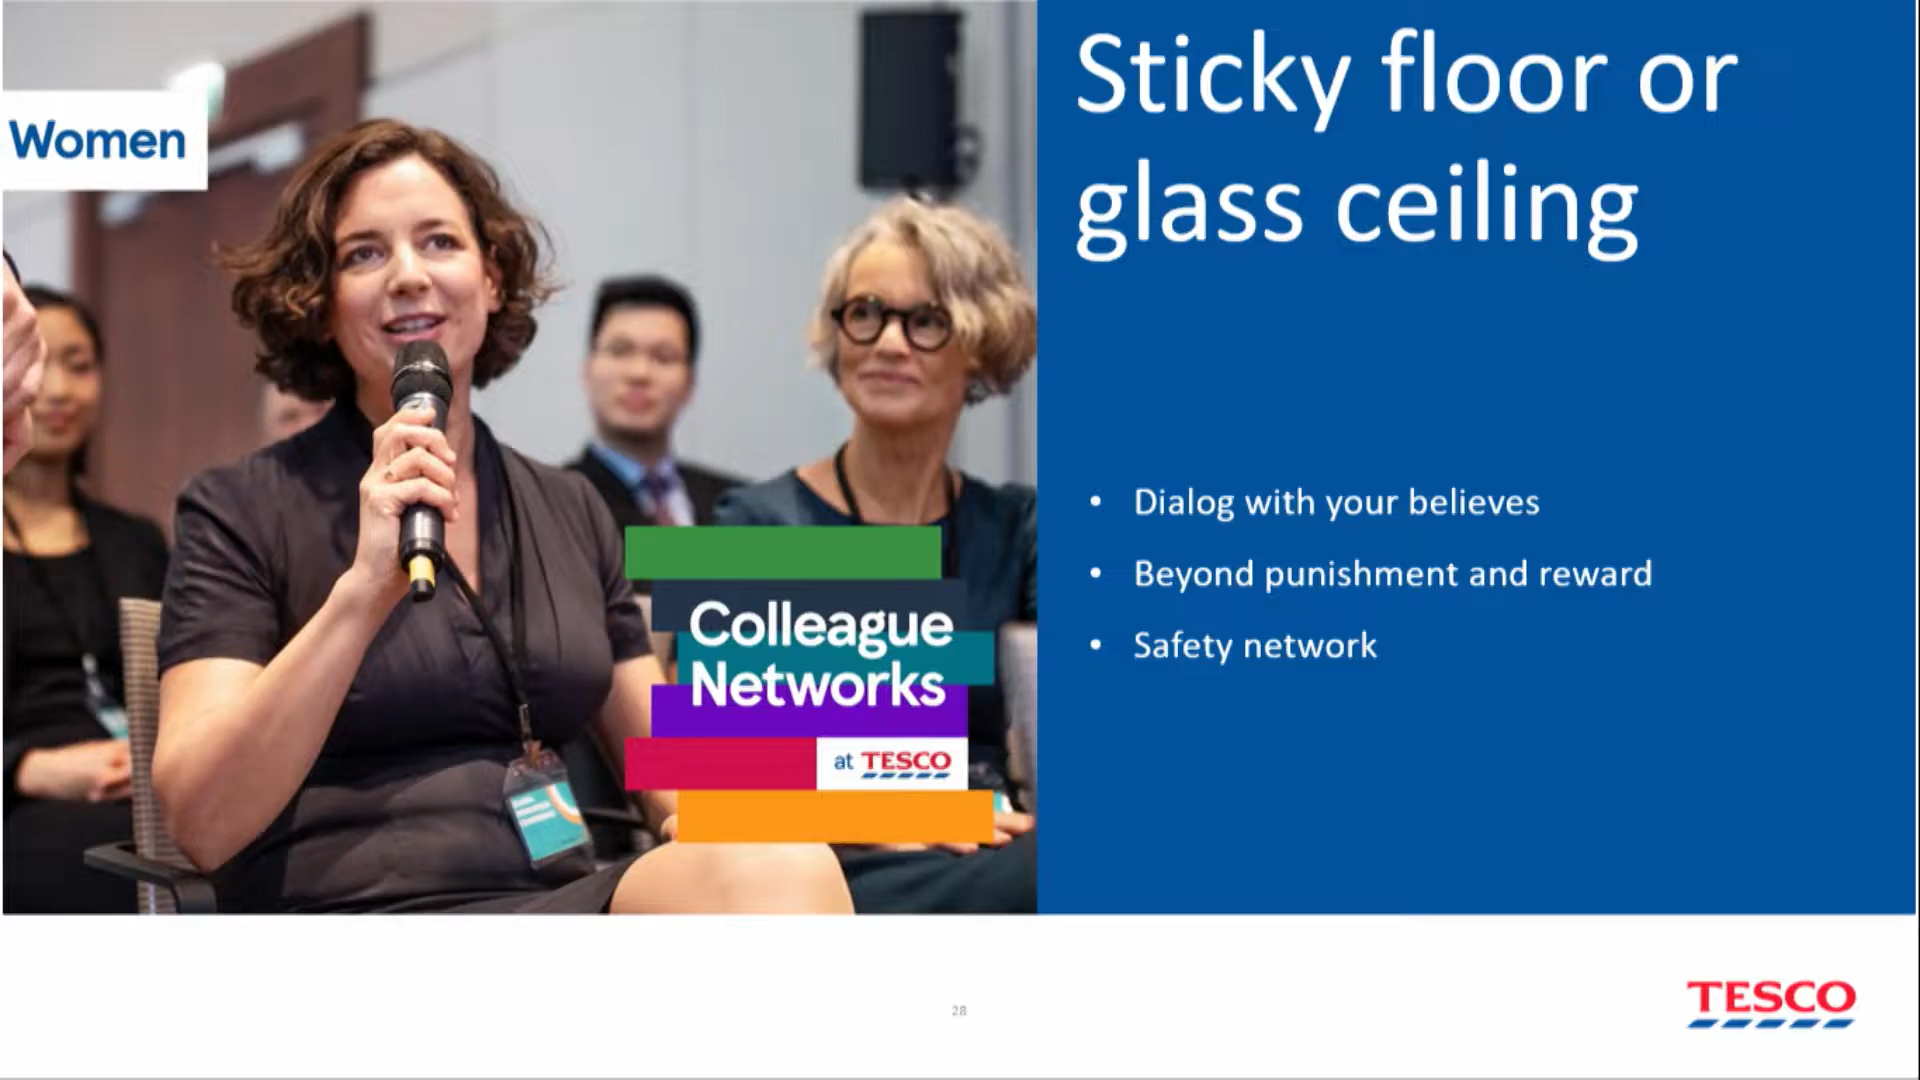 Women
Sticky floor or
glass ceiling
• Dialog with your believes
• Beyond punishment and reward
• Safety network
Colleague
Networks
at TESCO
28
TESCO